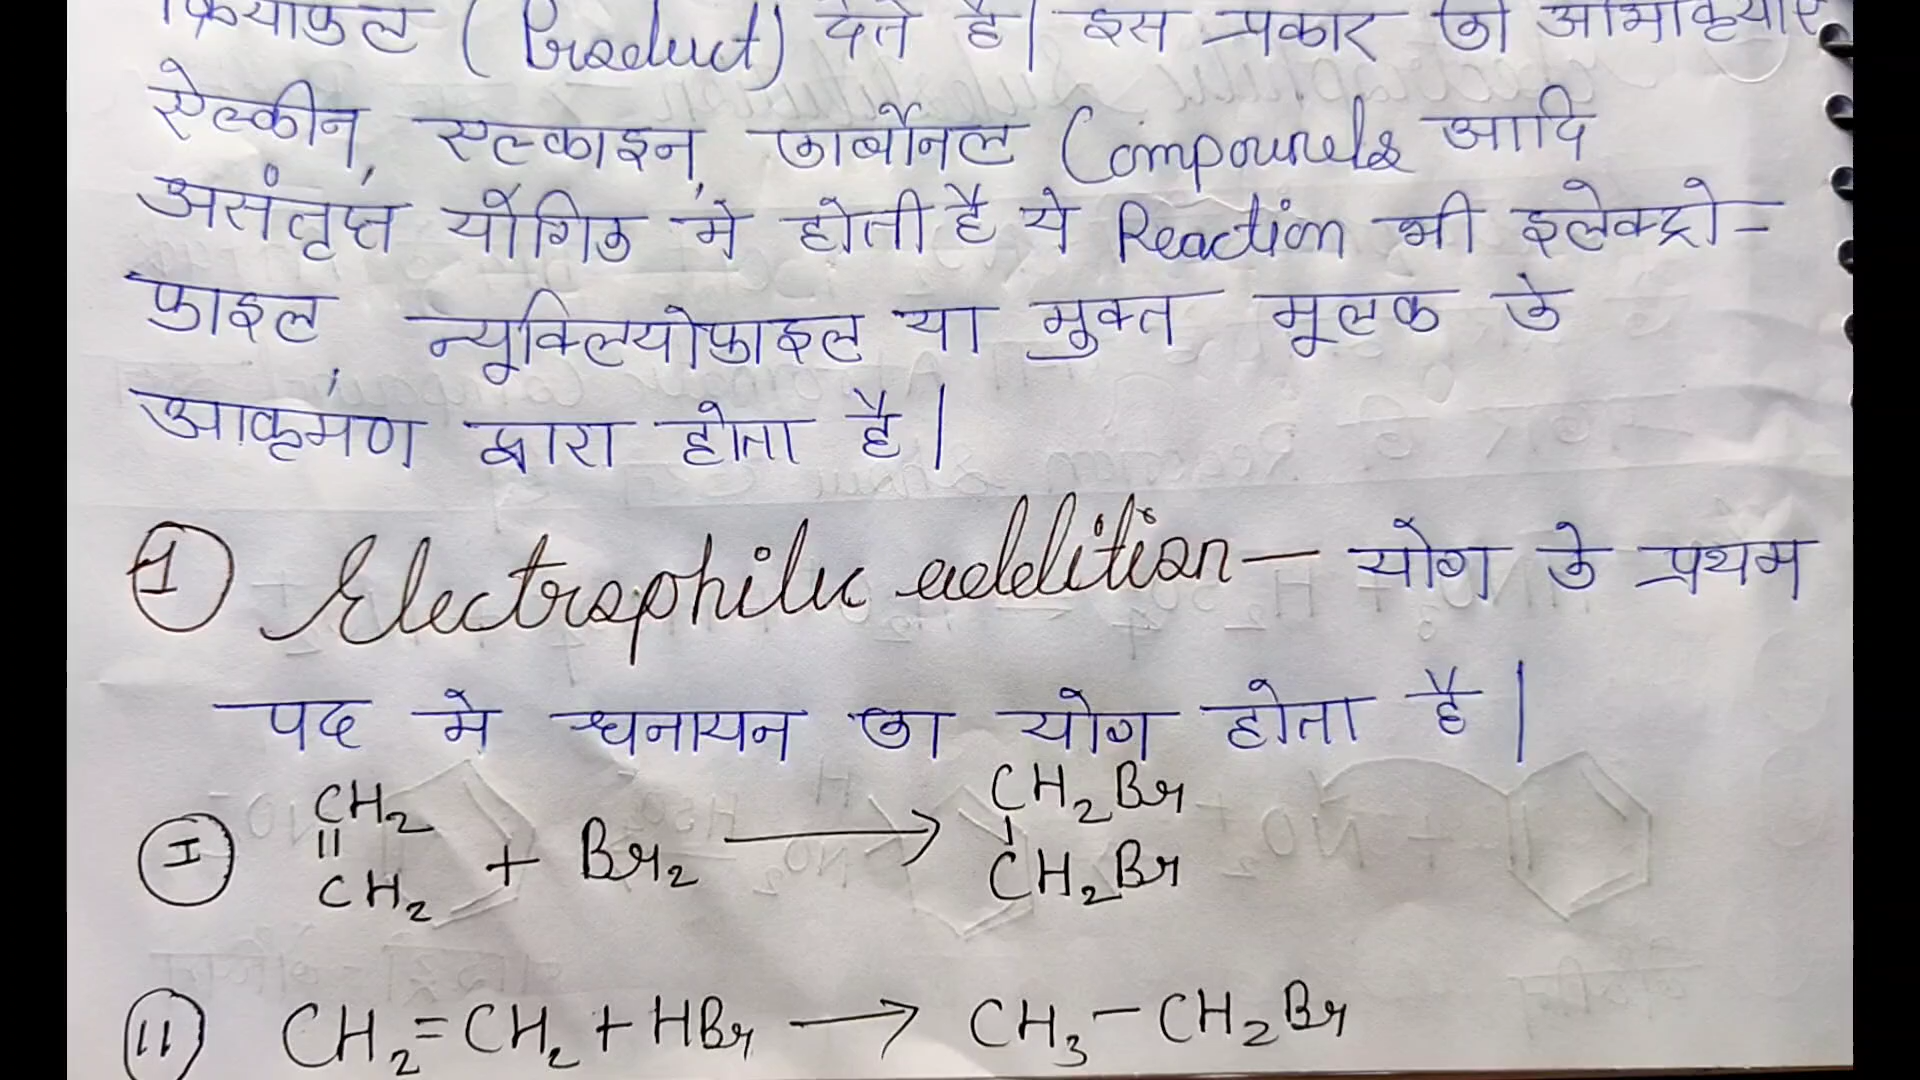 क्रियाफल (Product) देते है। इस प्रकार की अभिक्रियाए
ऐल्कीन, एल्काइन, कार्बोनिल Compounds आदि
असंतृप्त यौगिक मे होती है ये Reaction भी इलेक्ट्रो-
फाइल, न्यूक्लियोफाइल या मुक्त मूलक के
आक्रमण द्वारा होता है।
① Electrophilic addition — योग के प्रथम
पद मे धनायन का योग होता है।
Ⓘ CH₂=CH₂ + Br₂ ⟶ CH₂Br-CH₂Br
(II) CH₂=CH₂ + HBr ⟶ CH₃-CH₂Br